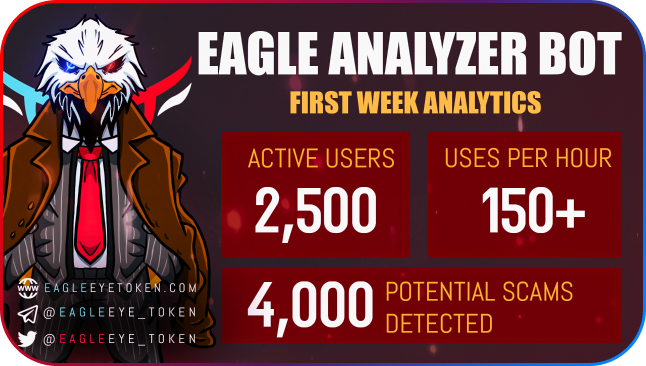 EAGLE ANALYZER BOT
FIRST WEEK ANALYTICS
ACTIVE USERS
2,500
USES PER HOUR
150+
4,000
POTENTIAL SCAMS
DETECTED
WWW EAGLEEYETOKEN.COM
@EAGLEEYE_TOKEN
@EAGLEEYE_TOKEN